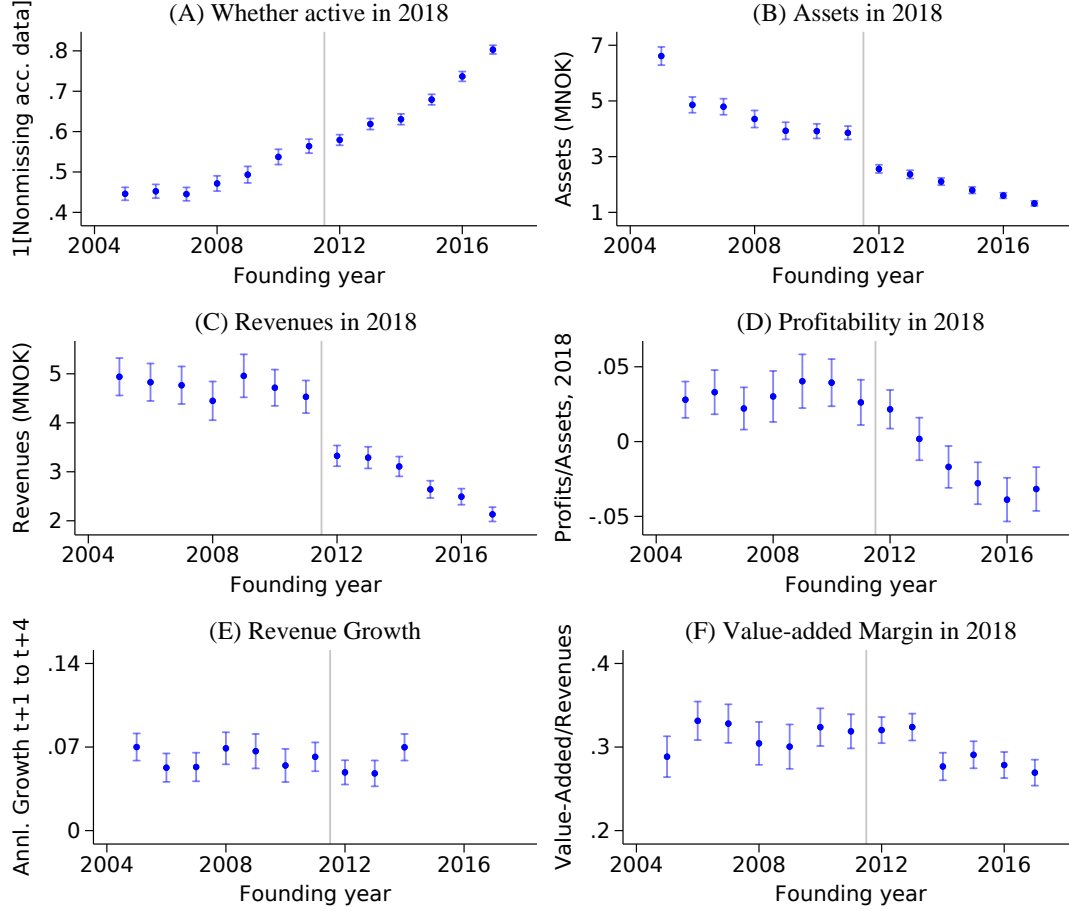 (A) Whether active in 2018
1[Nonmissing acc. data]
.8
.7
.6
.5
.4
2004 2008 2012 2016
Founding year
(B) Assets in 2018
Assets (MNOK)
7
5
3
1
2004 2008 2012 2016
Founding year
(C) Revenues in 2018
Revenues (MNOK)
5
4
3
2
2004 2008 2012 2016
Founding year
(D) Profitability in 2018
Profits/Assets, 2018
.05
0
-.05
2004 2008 2012 2016
Founding year
(E) Revenue Growth
Annl. Growth t+1 to t+4
.14
.07
0
2004 2008 2012 2016
Founding year
(F) Value-added Margin in 2018
Value-Added/Revenues
.4
.3
.2
2004 2008 2012 2016
Founding year